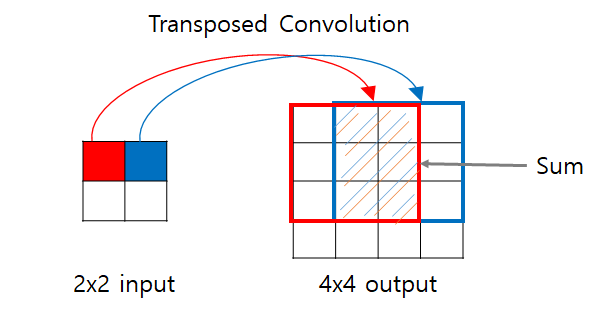 Transposed Convolution
Sum
2x2 input
4x4 output